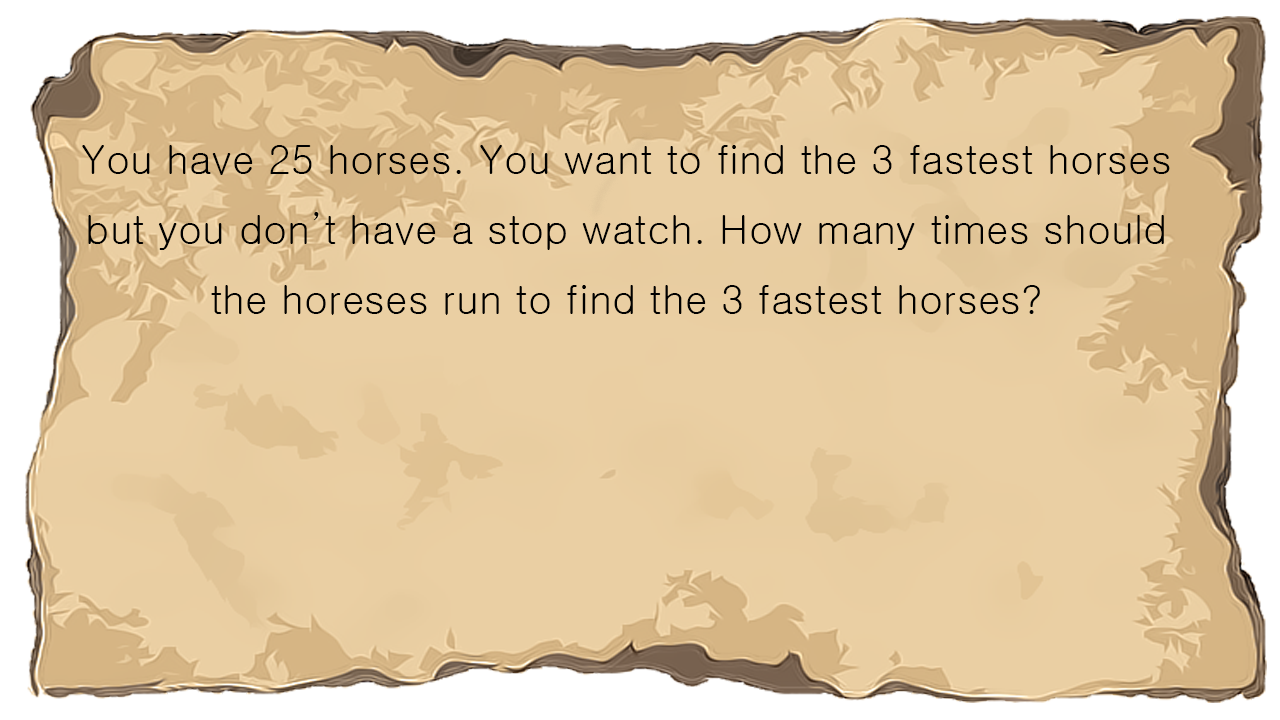 You have 25 horses. You want to find the 3 fastest horses
but you don’t have a stop watch. How many times should
the horeses run to find the 3 fastest horses?